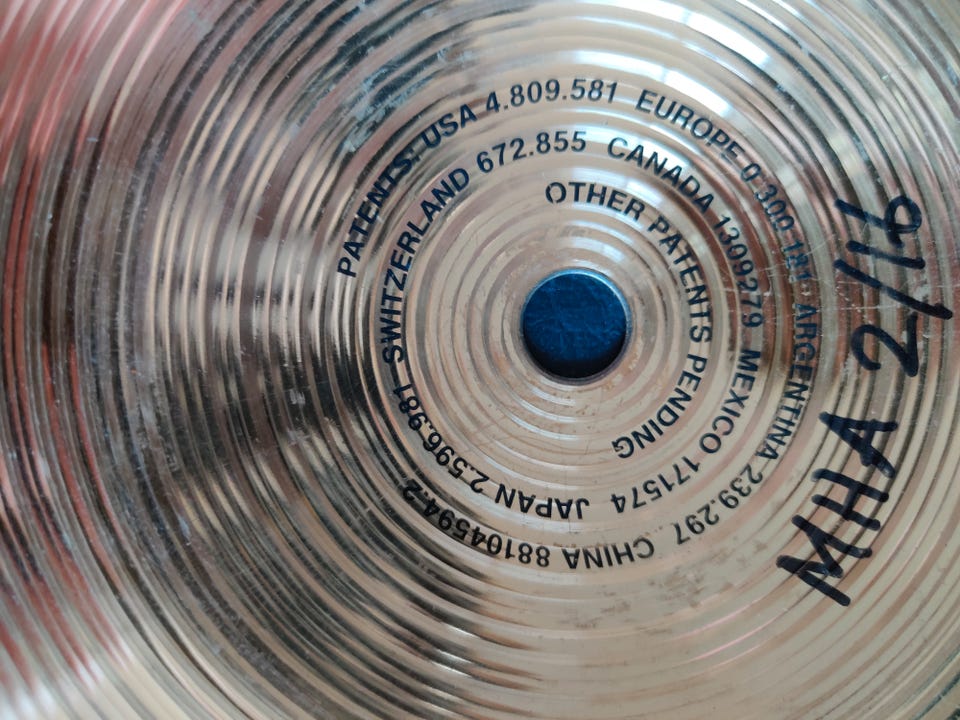 PATENTS: USA 4.809.581 EUROPE 0-300-181 ARGENTINA 239.297 CHINA 88104594.2
SWITZERLAND 672.855 CANADA 1309279 MEXICO 171574 JAPAN 2.596.981
OTHER PATENTS PENDING
MHA 2/16